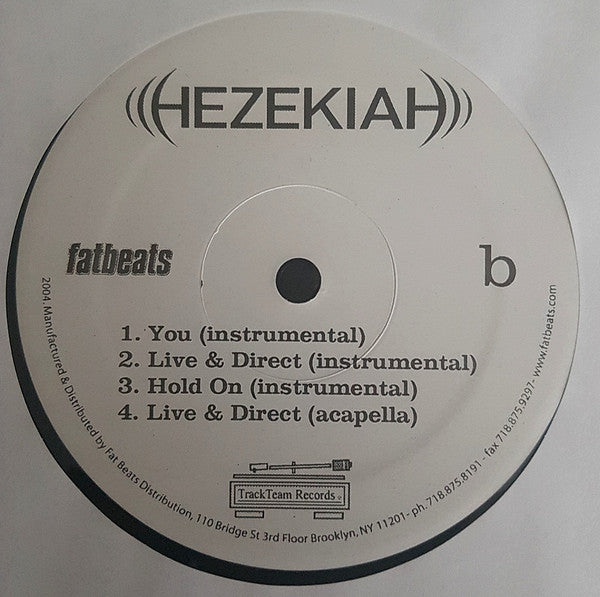 HEZEKIAH
fatbeats
b
1. You (instrumental)
2. Live & Direct (instrumental)
3. Hold On (instrumental)
4. Live & Direct (acapella)
TrackTeam Records
2004. Manufactured & Distributed by Fat Beats Distribution, 110 Bridge St 3rd Floor Brooklyn, NY 11201- ph. 718.875.8191 - fax 718.875.9297- www.fatbeats.com